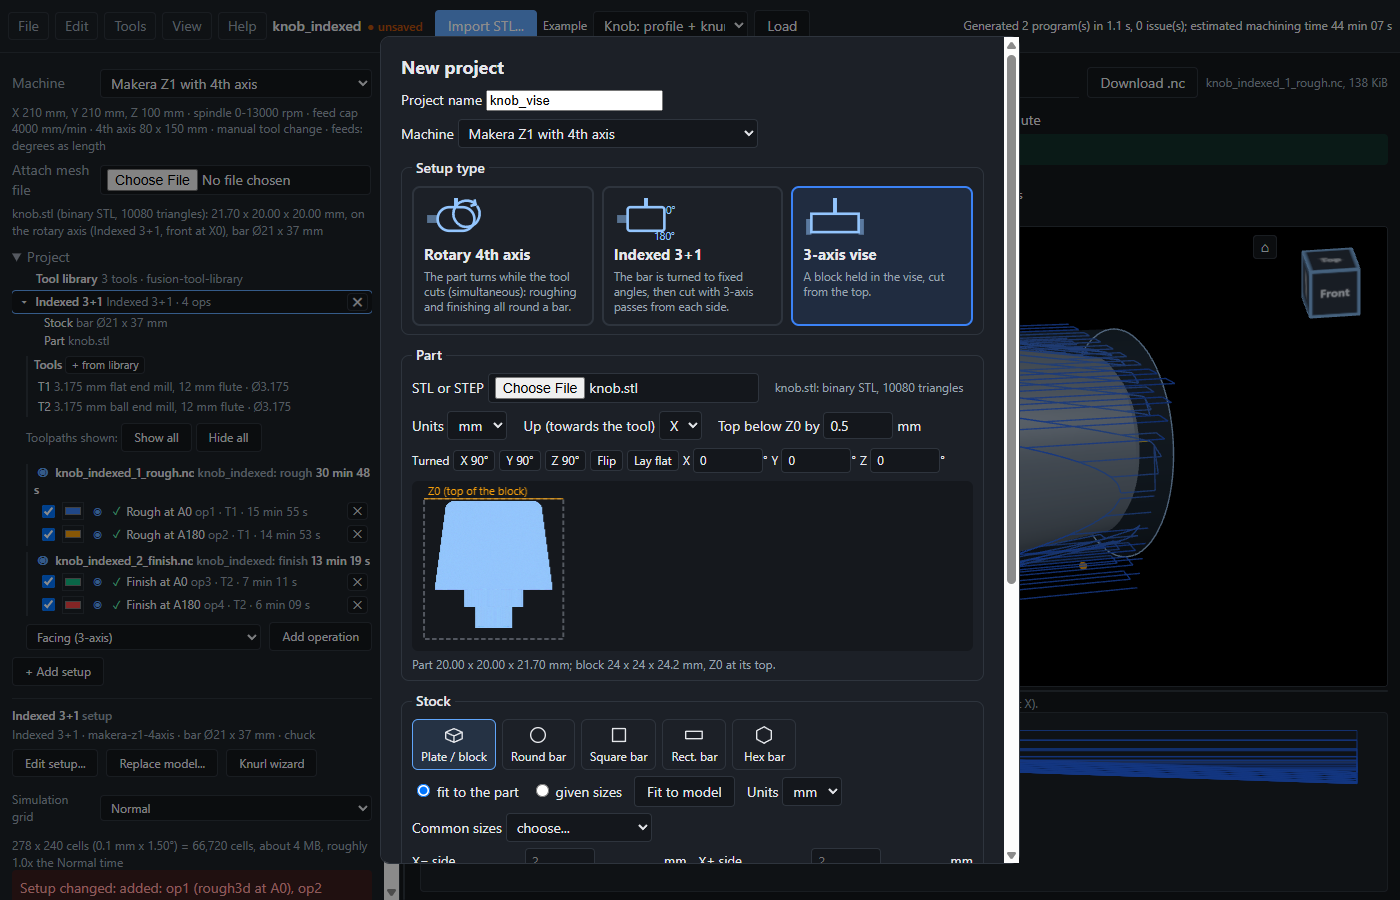 File Edit Tools View Help knob_indexed ● unsaved Import STL... Example Knob: profile + knu Load Generated 2 program(s) in 1.1 s, 0 issue(s); estimated machining time 44 min 07 s
Machine Makera Z1 with 4th axis
X 210 mm, Y 210 mm, Z 100 mm · spindle 0-13000 rpm · feed cap
4000 mm/min · 4th axis 80 x 150 mm · manual tool change · feeds:
degrees as length
Attach mesh
file
Choose File No file chosen
knob.stl (binary STL, 10080 triangles): 21.70 x 20.00 x 20.00 mm, on
the rotary axis (Indexed 3+1, front at X0), bar Ø21 x 37 mm
Project
Tool library 3 tools · fusion-tool-library
Indexed 3+1 Indexed 3+1 · 4 ops
Stock bar Ø21 x 37 mm
Part knob.stl
Tools + from library
T1 3.175 mm flat end mill, 12 mm flute · Ø3.175
T2 3.175 mm ball end mill, 12 mm flute · Ø3.175
Toolpaths shown: Show all Hide all
knob_indexed_1_rough.nc knob_indexed: rough 30 min 48
s
✓ Rough at A0 op1 · T1 · 15 min 55 s
✓ Rough at A180 op2 · T1 · 14 min 53 s
knob_indexed_2_finish.nc knob_indexed: finish 13 min 19 s
✓ Finish at A0 op3 · T2 · 7 min 11 s
✓ Finish at A180 op4 · T2 · 6 min 09 s
Facing (3-axis) Add operation
+ Add setup
Indexed 3+1 setup
Indexed 3+1 · makera-z1-4axis · bar Ø21 x 37 mm · chuck
Edit setup... Replace model... Knurl wizard
Simulation
grid
Normal
278 x 240 cells (0.1 mm x 1.50°) = 66,720 cells, about 4 MB, roughly
1.0x the Normal time
Setup changed: added: op1 (rough3d at A0), op2
New project
Project name knob_vise
Machine Makera Z1 with 4th axis
Setup type
0°
180°
Rotary 4th axis
The part turns while the tool
cuts (simultaneous): roughing
and finishing all round a bar.
Indexed 3+1
The bar is turned to fixed
angles, then cut with 3-axis
passes from each side.
3-axis vise
A block held in the vise, cut
from the top.
Part
STL or STEP Choose File knob.stl knob.stl: binary STL, 10080 triangles
Units mm Up (towards the tool) X Top below Z0 by 0.5 mm
Turned X 90° Y 90° Z 90° Flip Lay flat X 0 ° Y 0 ° Z 0 °
Z0 (top of the block)
Part 20.00 x 20.00 x 21.70 mm; block 24 x 24 x 24.2 mm, Z0 at its top.
Stock
Plate / block Round bar Square bar Rect. bar Hex bar
fit to the part given sizes Fit to model Units mm
Common sizes choose...
X− side 2 mm X+ side 2 mm
Download .nc knob_indexed_1_rough.nc, 138 KiB
ute
s
⌂
Top
Front
X).